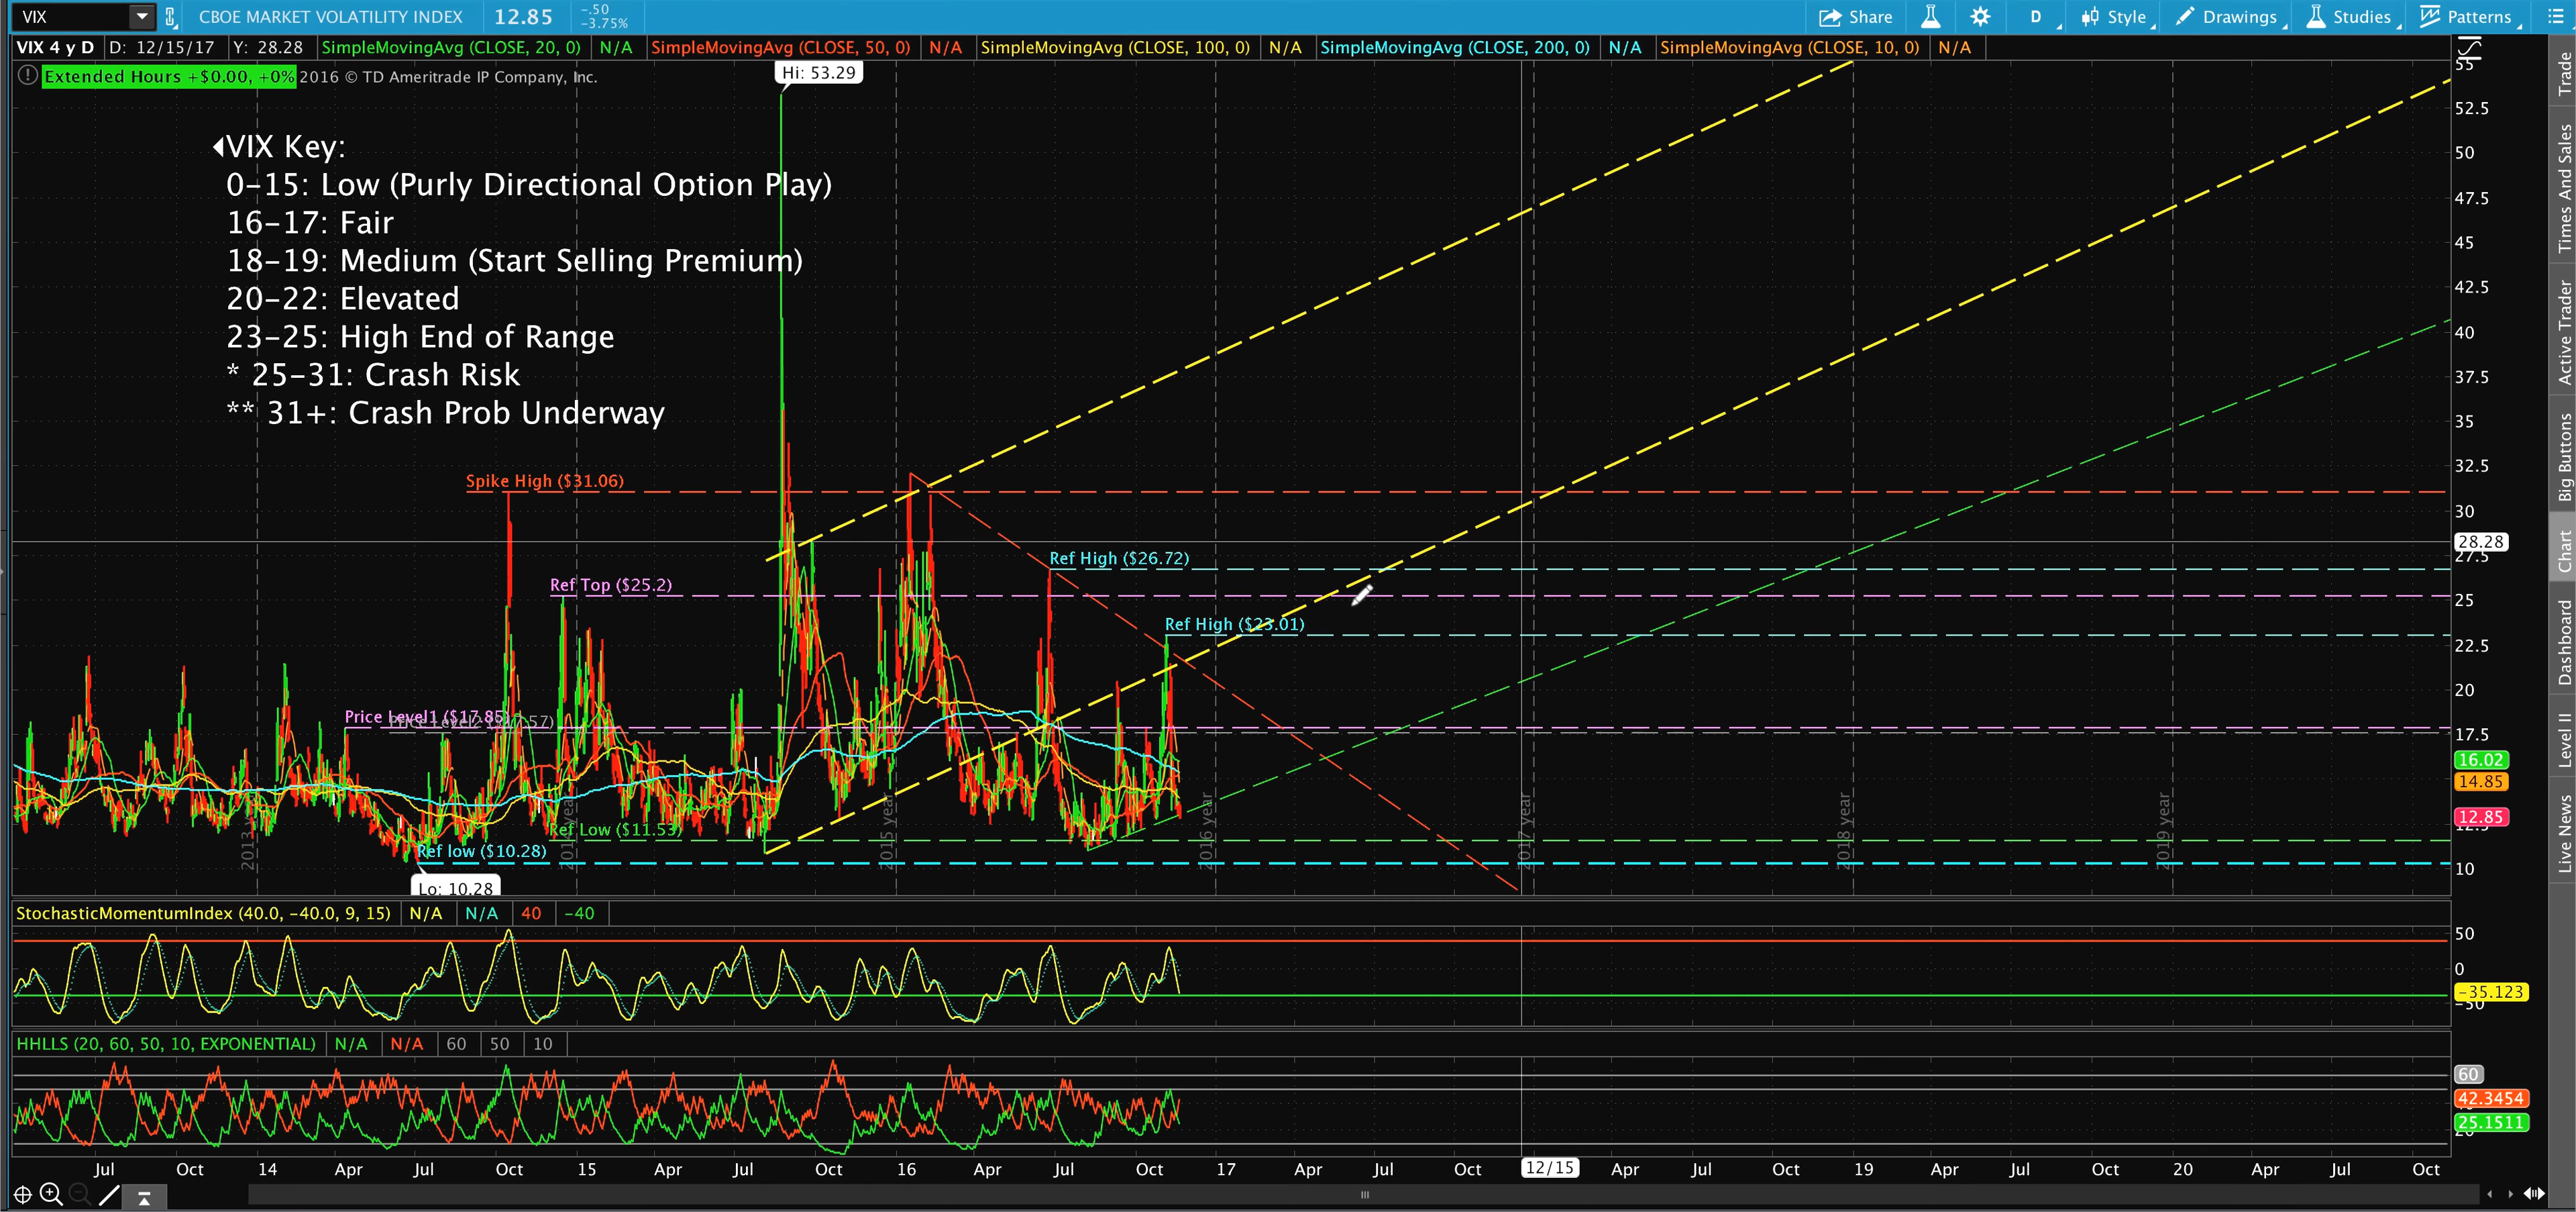 VIX CBOE MARKET VOLATILITY INDEX 12.85 -.50 -3.75% Share D Style Drawings Studies Patterns
VIX 4 y D D: 12/15/17 Y: 28.28 SimpleMovingAvg (CLOSE, 20, 0) N/A SimpleMovingAvg (CLOSE, 50, 0) N/A SimpleMovingAvg (CLOSE, 100, 0) N/A SimpleMovingAvg (CLOSE, 200, 0) N/A SimpleMovingAvg (CLOSE, 10, 0) N/A
Extended Hours +$0.00, +0% 2016 © TD Ameritrade IP Company, Inc.
Hi: 53.29
VIX Key:
0-15: Low (Purly Directional Option Play)
16-17: Fair
18-19: Medium (Start Selling Premium)
20-22: Elevated
23-25: High End of Range
* 25-31: Crash Risk
** 31+: Crash Prob Underway
Spike High ($31.06)
Ref High ($26.72)
Ref Top ($25.2)
Ref High ($23.01)
Price Level1 ($17.85)
Ref Low ($11.53)
Ref low ($10.28)
Lo: 10.28
2015 year
2016 year
2017 year
2018 year
2019 year
55
52.5
50
47.5
45
42.5
40
37.5
35
32.5
30
28.28
27.5
25
22.5
20
17.5
16.02
14.85
12.85
12.5
10
StochasticMomentumIndex (40.0, -40.0, 9, 15) N/A N/A 40 -40
50
0
-35.123
-50
HHLLS (20, 60, 50, 10, EXPONENTIAL) N/A N/A 60 50 10
60
42.3454
25.1511
20
Jul Oct 14 Apr Jul Oct 15 Apr Jul Oct 16 Apr Jul Oct 17 Apr Jul Oct 12/15 Apr Jul Oct 19 Apr Jul Oct 20 Apr Jul Oct
Trade
Times And Sales
Active Trader
Big Buttons
Chart
Dashboard
Level II
Live News